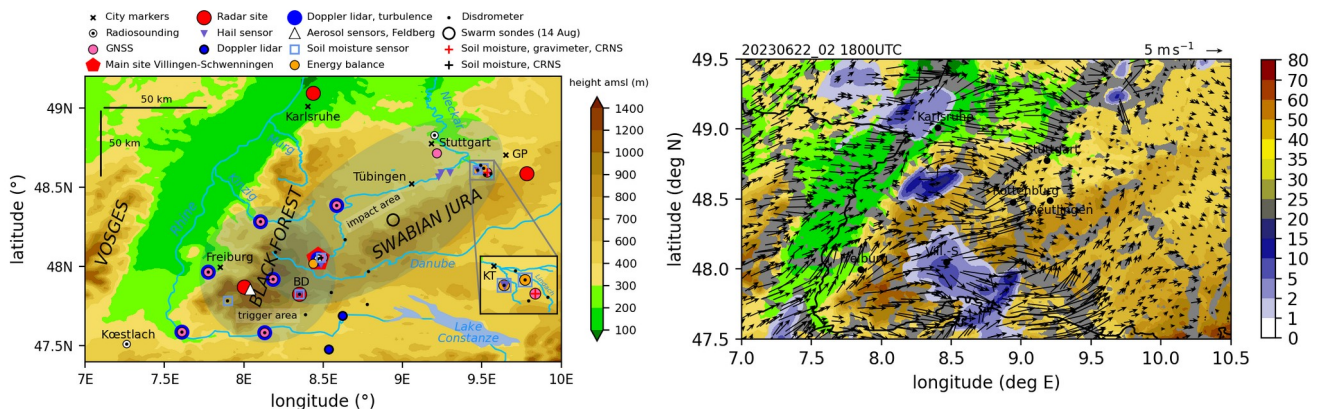 City markers
Radiosounding
GNSS
Main site Villingen-Schwenningen
Radar site
Hail sensor
Doppler lidar
Doppler lidar, turbulence
Aerosol sensors, Feldberg
Soil moisture sensor
Energy balance
Disdrometer
Swarm sondes (14 Aug)
Soil moisture, gravimeter, CRNS
Soil moisture, CRNS
height amsl (m)
49N
48.5N
48N
47.5N
latitude (°)
50 km
50 km
Karlsruhe
Neckar
Murg
Stuttgart
GP
Kinzig
Tübingen
Rhine
impact area
VOSGES
BLACK FOREST
SWABIAN JURA
Freiburg
Danube
BD
KT
trigger area
Kœstlach
Lake
Constanze
7E
7.5E
8E
8.5E
9E
9.5E
10E
longitude (°)
1400
1300
1200
1000
900
800
700
600
400
300
200
100
20230622_02 1800UTC
5 m s⁻¹
49.5
49.0
48.5
48.0
47.5
latitude (deg N)
Karlsruhe
Stuttgart
Rottenburg
Reutlingen
Vill.-S.
Freiburg
7.0
7.5
8.0
8.5
9.0
9.5
10.0
10.5
longitude (deg E)
80
70
60
50
40
35
30
25
20
15
10
5
2
1
0